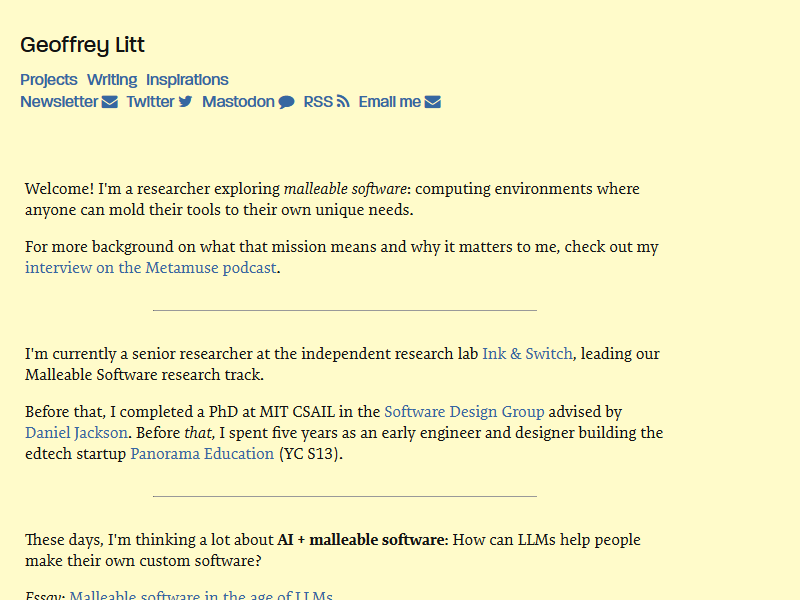 Geoffrey Litt
Projects Writing Inspirations
Newsletter Twitter Mastodon RSS Email me
Welcome! I'm a researcher exploring malleable software: computing environments where
anyone can mold their tools to their own unique needs.
For more background on what that mission means and why it matters to me, check out my
interview on the Metamuse podcast.
I'm currently a senior researcher at the independent research lab Ink & Switch, leading our
Malleable Software research track.
Before that, I completed a PhD at MIT CSAIL in the Software Design Group advised by
Daniel Jackson. Before that, I spent five years as an early engineer and designer building the
edtech startup Panorama Education (YC S13).
These days, I'm thinking a lot about AI + malleable software: How can LLMs help people
make their own custom software?
Essay: Malleable software in the age of LLMs